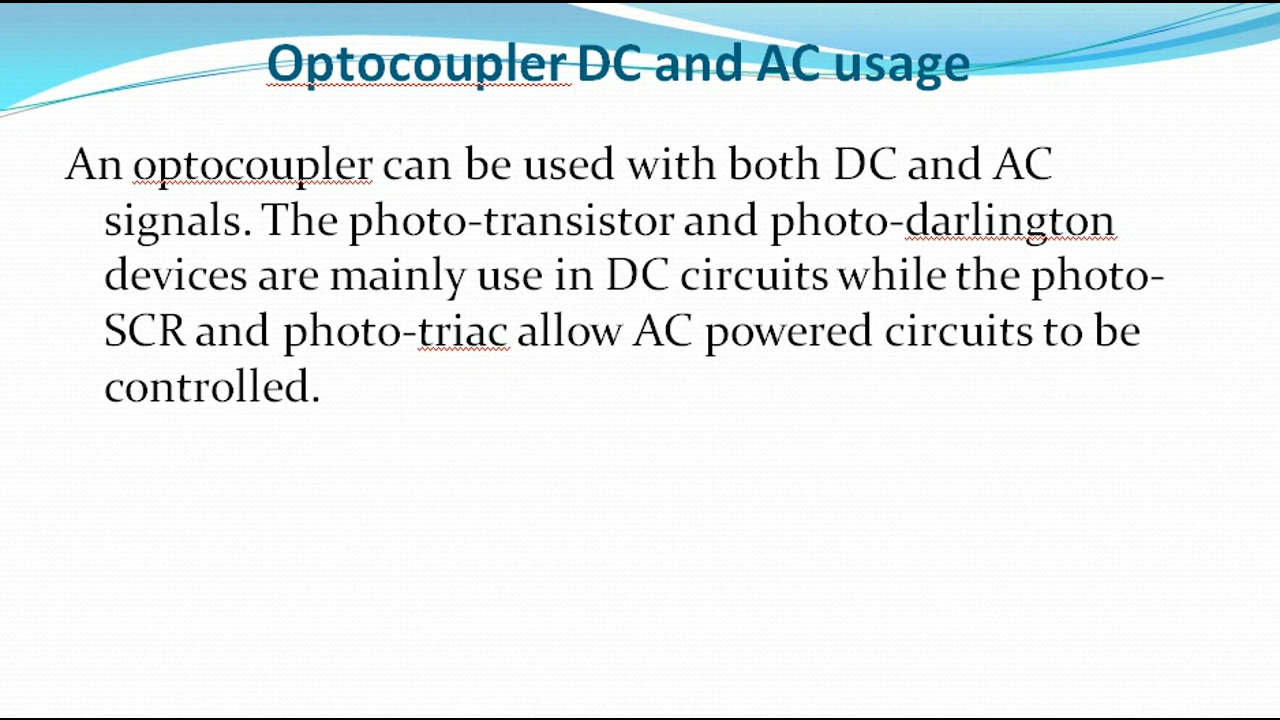 Optocoupler DC and AC usage
An optocoupler can be used with both DC and AC
signals. The photo-transistor and photo-darlington
devices are mainly use in DC circuits while the photo-
SCR and photo-triac allow AC powered circuits to be
controlled.